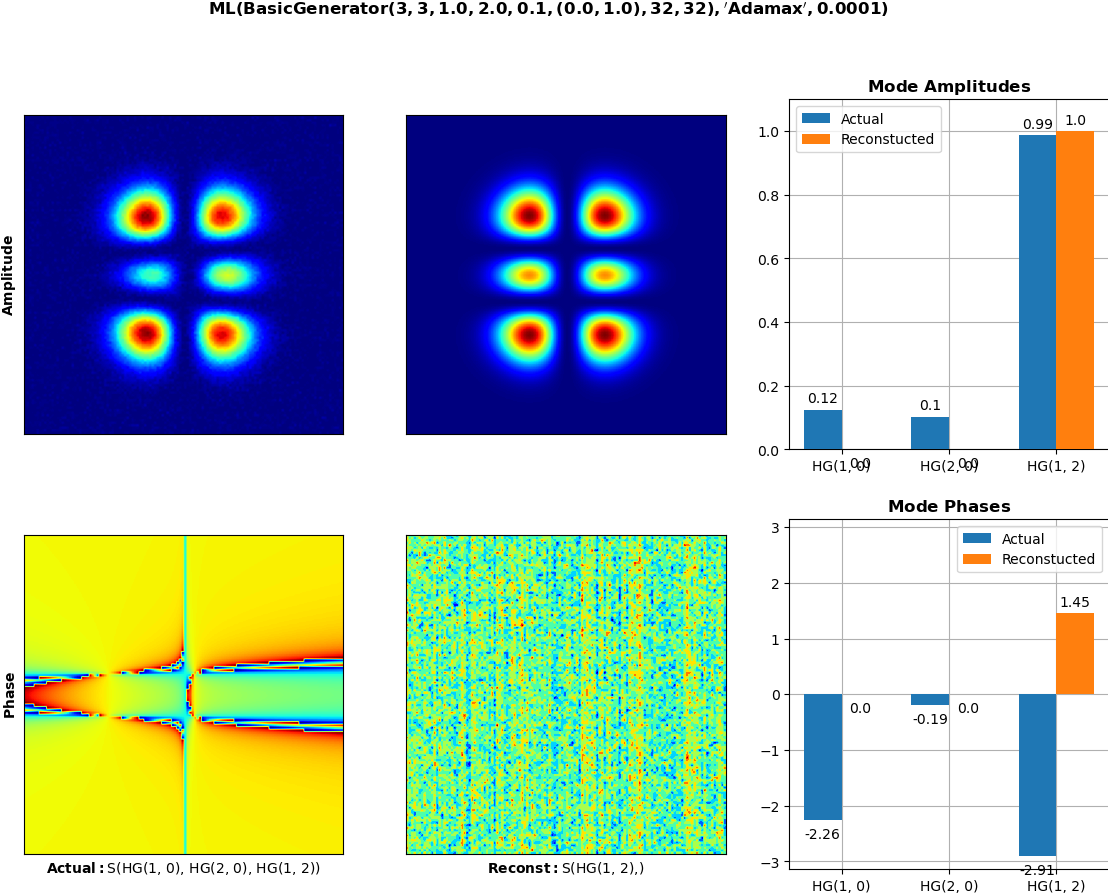 ML(BasicGenerator(3, 3, 1.0, 2.0, 0.1, (0.0, 1.0), 32, 32), ′Adamax′, 0.0001)
Mode Amplitudes
Amplitude
Actual
Reconstucted
1.0
0.8
0.6
0.4
0.2
0.0
0.12
0.0
0.1
0.0
0.99
1.0
HG(1, 0)
HG(2, 0)
HG(1, 2)
Mode Phases
Phase
Actual
Reconstucted
3
2
1
0
−1
−2
−3
-2.26
0.0
-0.19
0.0
-2.91
1.45
HG(1, 0)
HG(2, 0)
HG(1, 2)
Actual: S(HG(1, 0), HG(2, 0), HG(1, 2))
Reconst: S(HG(1, 2),)